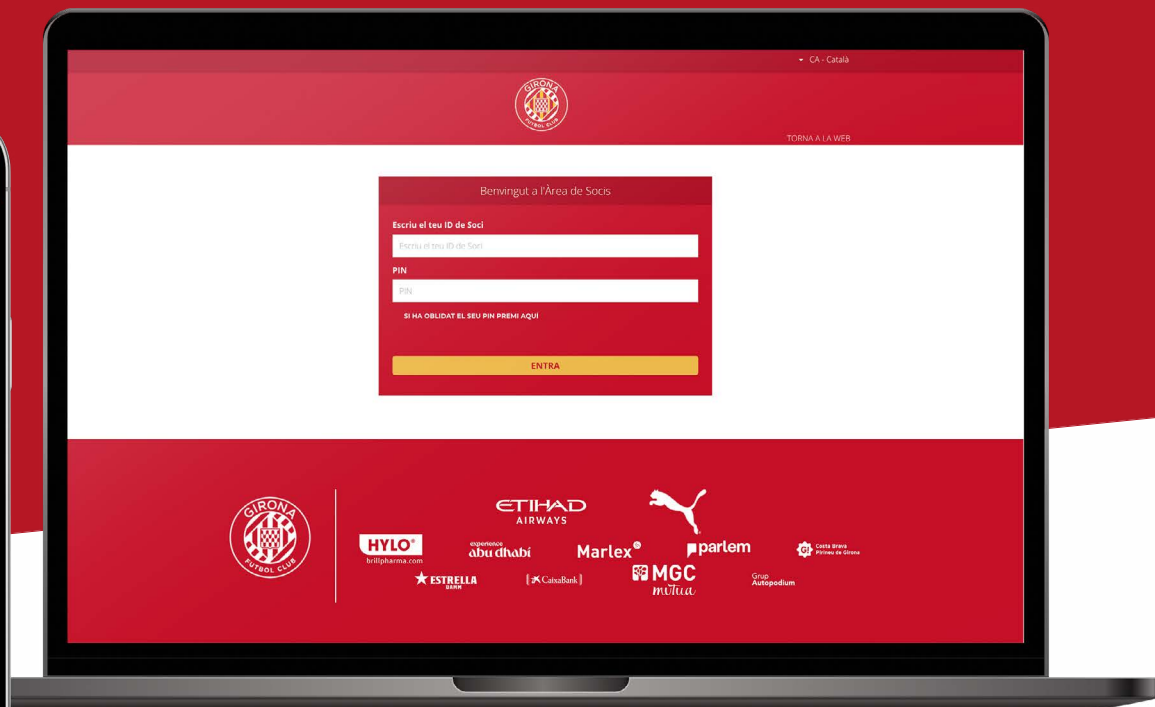 CA - Català
GIRONA
FUTBOL CLUB
TORNA A LA WEB
Benvingut a l'Àrea de Socis
Escriu el teu ID de Soci
Escriu el teu ID de Soci
PIN
PIN
SI HA OBLIDAT EL SEU PIN PREMI AQUÍ
ENTRA
GIRONA
FUTBOL CLUB
ETIHAD
AIRWAYS
HYLO®
brillpharma.com
experience
abu dhabi
Marlex
parlem
GI
Costa Brava
Pirineu de Girona
ESTRELLA
DAMM
CaixaBank
MGC
mútua
Grup
Autopodium